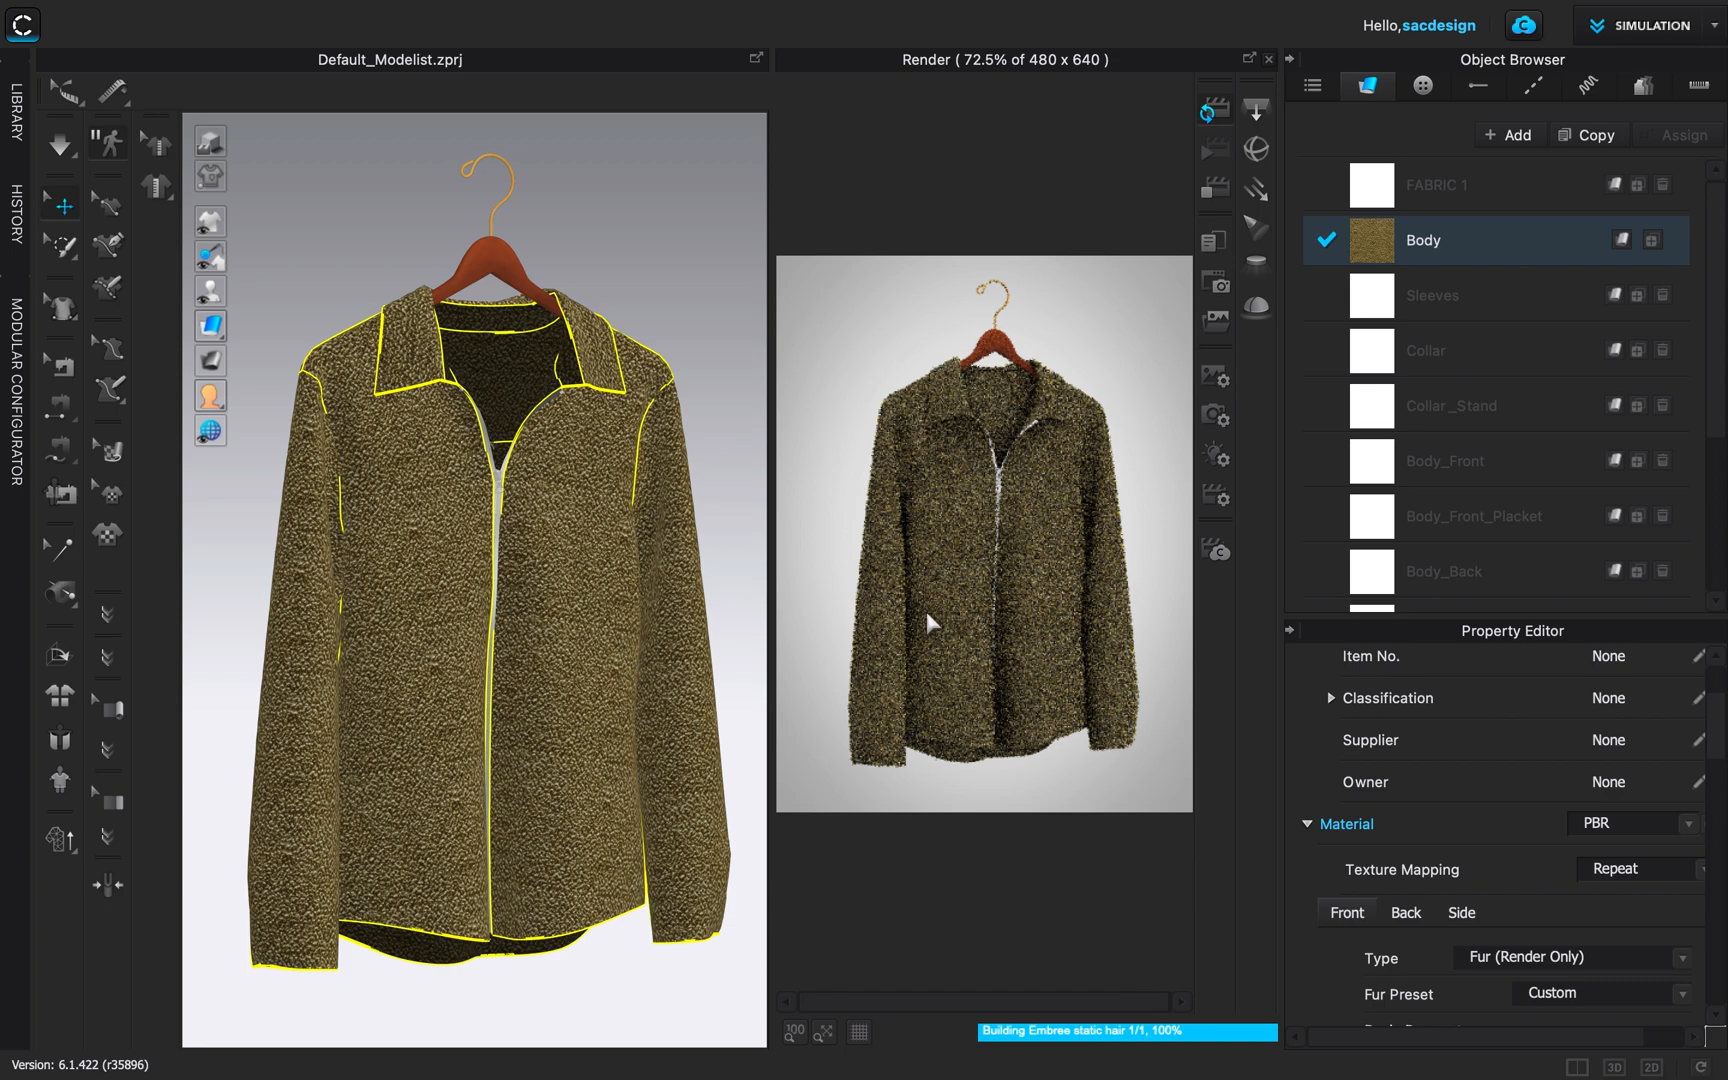 Hello,sacdesign
SIMULATION
Default_Modelist.zprj
Render ( 72.5% of 480 x 640 )
Object Browser
LIBRARY
HISTORY
MODULAR CONFIGURATOR
+ Add
Copy
Assign
FABRIC 1
Body
Sleeves
Collar
Collar_Stand
Body_Front
Body_Front_Placket
Body_Back
Property Editor
Item No. None
Classification None
Supplier None
Owner None
Material PBR
Texture Mapping Repeat
Front Back Side
Type Fur (Render Only)
Fur Preset Custom
100
Building Embree static hair 1/1, 100%
Version: 6.1.422 (r35896)
3D
2D